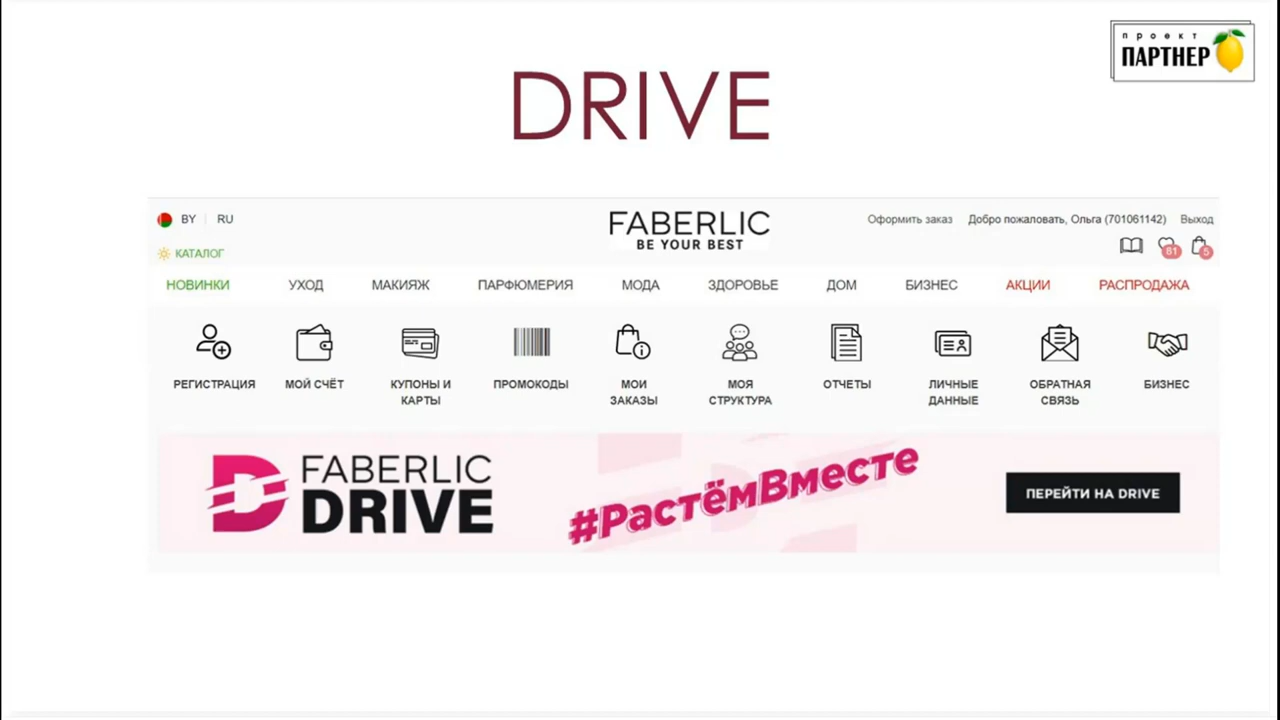 проект
ПАРТНЕР
DRIVE
BY RU
FABERLIC
BE YOUR BEST
Оформить заказ Добро пожаловать, Ольга (701061142) Выход
КАТАЛОГ
81
5
НОВИНКИ УХОД МАКИЯЖ ПАРФЮМЕРИЯ МОДА ЗДОРОВЬЕ ДОМ БИЗНЕС АКЦИИ РАСПРОДАЖА
РЕГИСТРАЦИЯ
МОЙ СЧЁТ
КУПОНЫ И
КАРТЫ
ПРОМОКОДЫ
МОИ
ЗАКАЗЫ
МОЯ
СТРУКТУРА
ОТЧЕТЫ
ЛИЧНЫЕ
ДАННЫЕ
ОБРАТНАЯ
СВЯЗЬ
БИЗНЕС
FABERLIC
DRIVE
#РастёмВместе
ПЕРЕЙТИ НА DRIVE